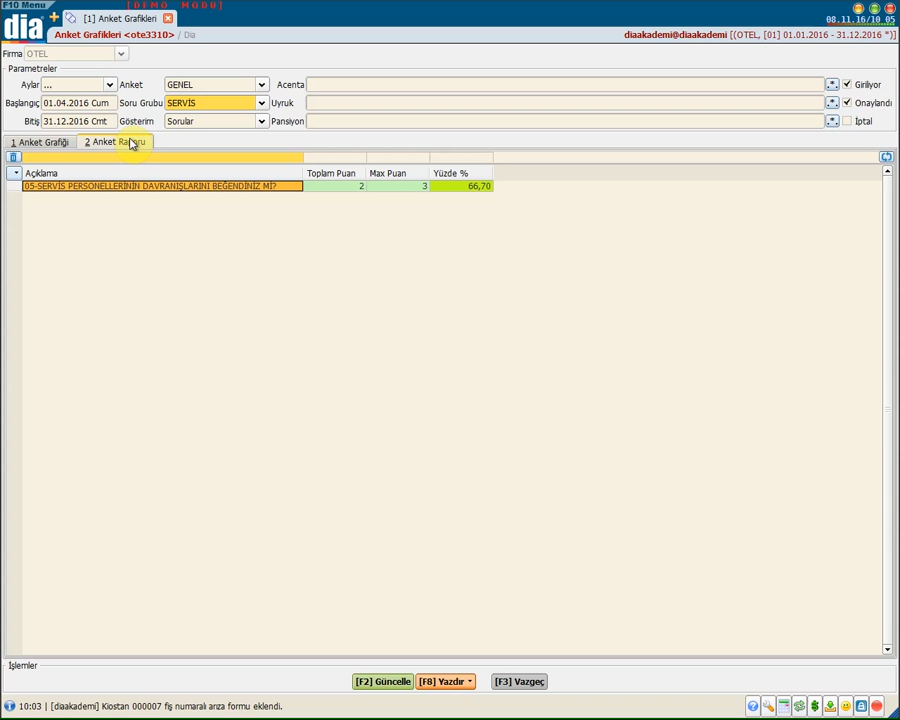 F10 Menu
[DEMO MODU]
dia
[1] Anket Grafikleri
08.11.16/10 05
Anket Grafikleri <ote3310> / Dia
diaakademi@diaakademi [(OTEL, [01] 01.01.2016 - 31.12.2016 ")]
Firma OTEL
Parametreler
Aylar ... Anket GENEL Acenta Giriliyor
Başlangıç 01.04.2016 Cum Soru Grubu SERVİS Uyruk Onaylandı
Bitiş 31.12.2016 Cmt Gösterim Sorular Pansiyon İptal
1 Anket Grafiği 2 Anket Raporu
Açıklama Toplam Puan Max Puan Yüzde %
05-SERVİS PERSONELLERİNİN DAVRANIŞLARINI BEĞENDİNİZ Mİ? 2 3 66,70
İşlemler
[F2] Güncelle [F8] Yazdır [F3] Vazgeç
10:03 | [diaakademi] Kiostan 000007 fiş numaralı arıza formu eklendi.